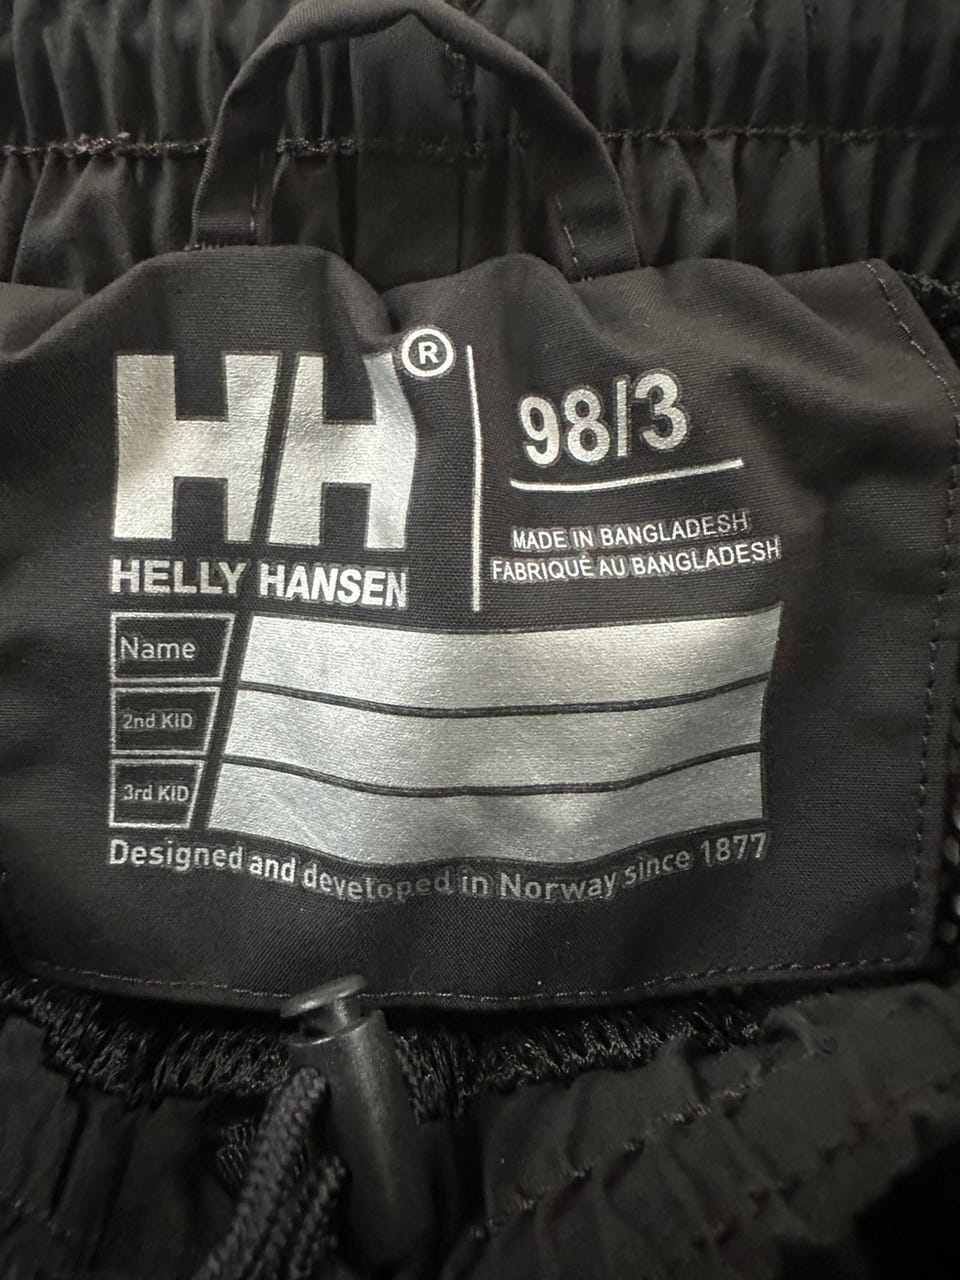 HH®
HELLY HANSEN
98/3
MADE IN BANGLADESH
FABRIQUÉ AU BANGLADESH
Name
2nd KID
3rd KID
Designed and developed in Norway since 1877